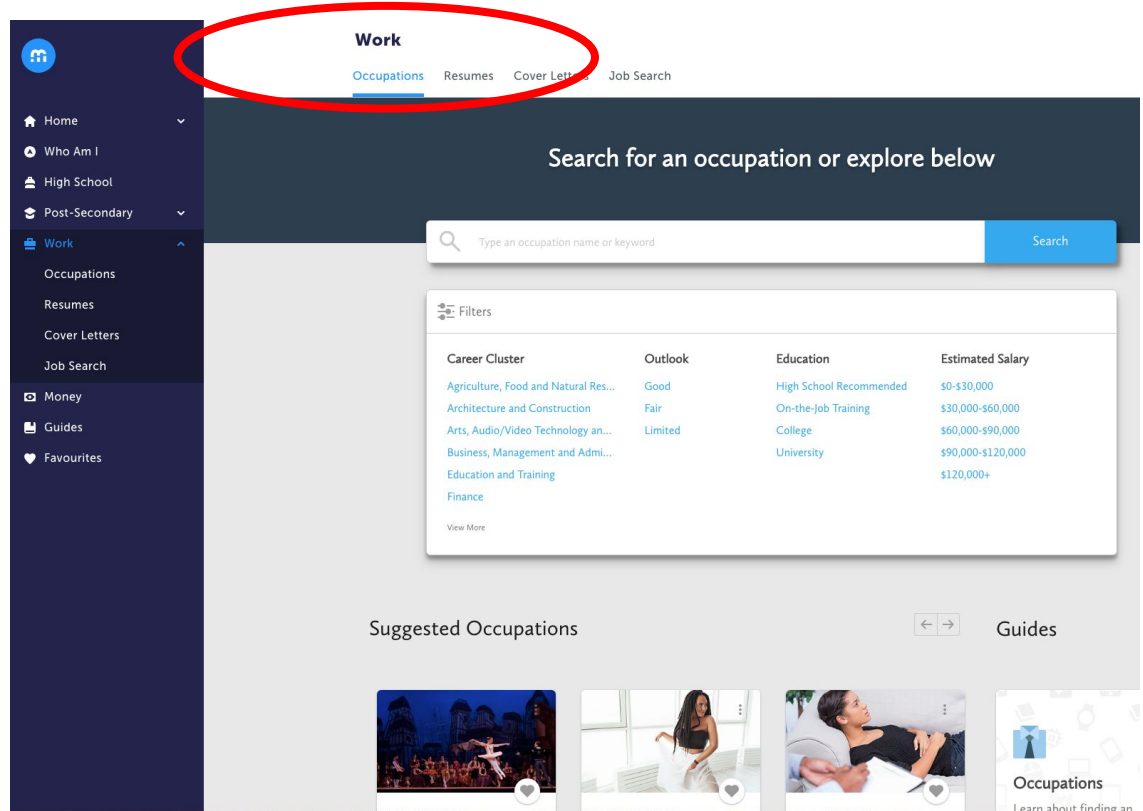 m
Work
Occupations Resumes Cover Letters Job Search
Home
Who Am I
High School
Post-Secondary
Work
Occupations
Resumes
Cover Letters
Job Search
Money
Guides
Favourites
Search for an occupation or explore below
Type an occupation name or keyword
Search
Filters
Career Cluster
Agriculture, Food and Natural Res...
Architecture and Construction
Arts, Audio/Video Technology an...
Business, Management and Admi...
Education and Training
Finance
View More
Outlook
Good
Fair
Limited
Education
High School Recommended
On-the-Job Training
College
University
Estimated Salary
$0-$30,000
$30,000-$60,000
$60,000-$90,000
$90,000-$120,000
$120,000+
Suggested Occupations
Guides
Occupations
Learn about finding an